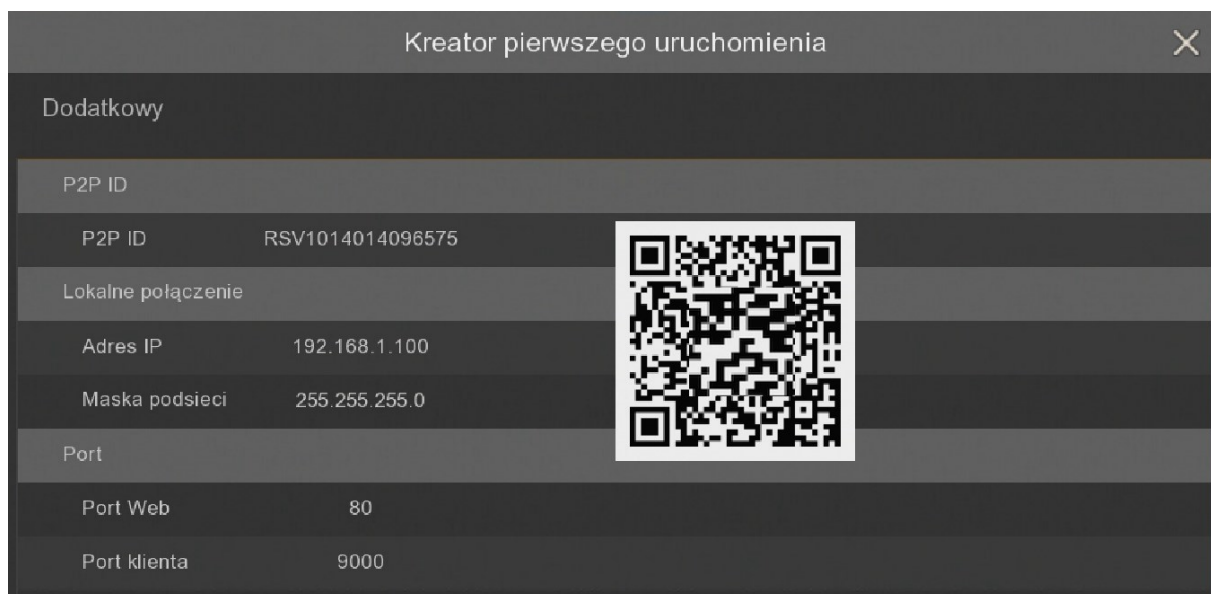 Kreator pierwszego uruchomienia
Dodatkowy
P2P ID
P2P ID RSV1014014096575
Lokalne połączenie
Adres IP 192.168.1.100
Maska podsieci 255.255.255.0
Port
Port Web 80
Port klienta 9000